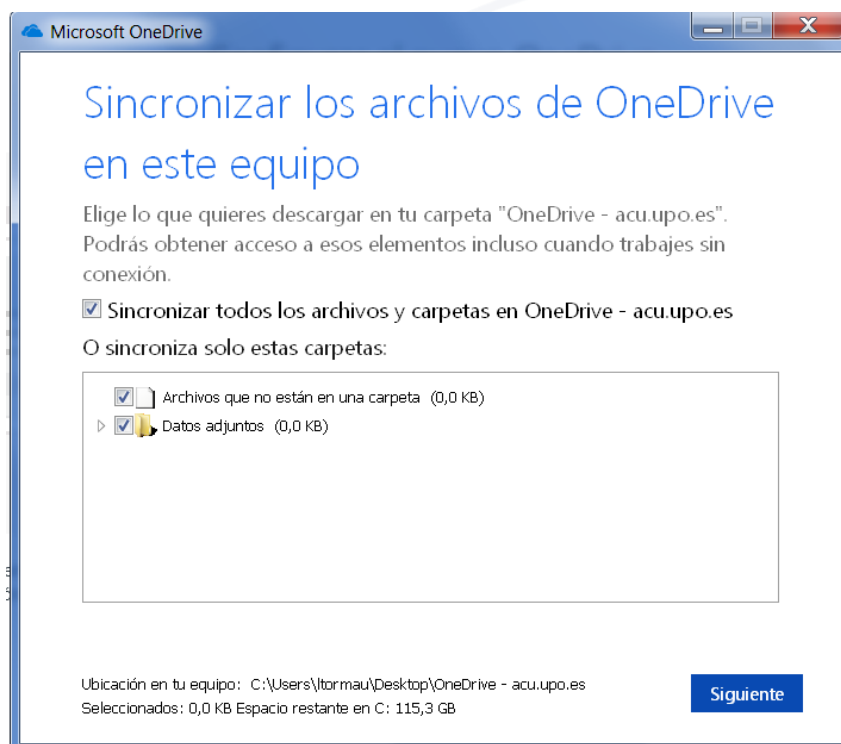 Microsoft OneDrive
Sincronizar los archivos de OneDrive
en este equipo
Elige lo que quieres descargar en tu carpeta "OneDrive - acu.upo.es".
Podrás obtener acceso a esos elementos incluso cuando trabajes sin
conexión.
Sincronizar todos los archivos y carpetas en OneDrive - acu.upo.es
O sincroniza solo estas carpetas:
Archivos que no están en una carpeta (0,0 KB)
Datos adjuntos (0,0 KB)
Ubicación en tu equipo: C:\Users\ltormau\Desktop\OneDrive - acu.upo.es
Seleccionados: 0,0 KB Espacio restante en C: 115,3 GB
Siguiente